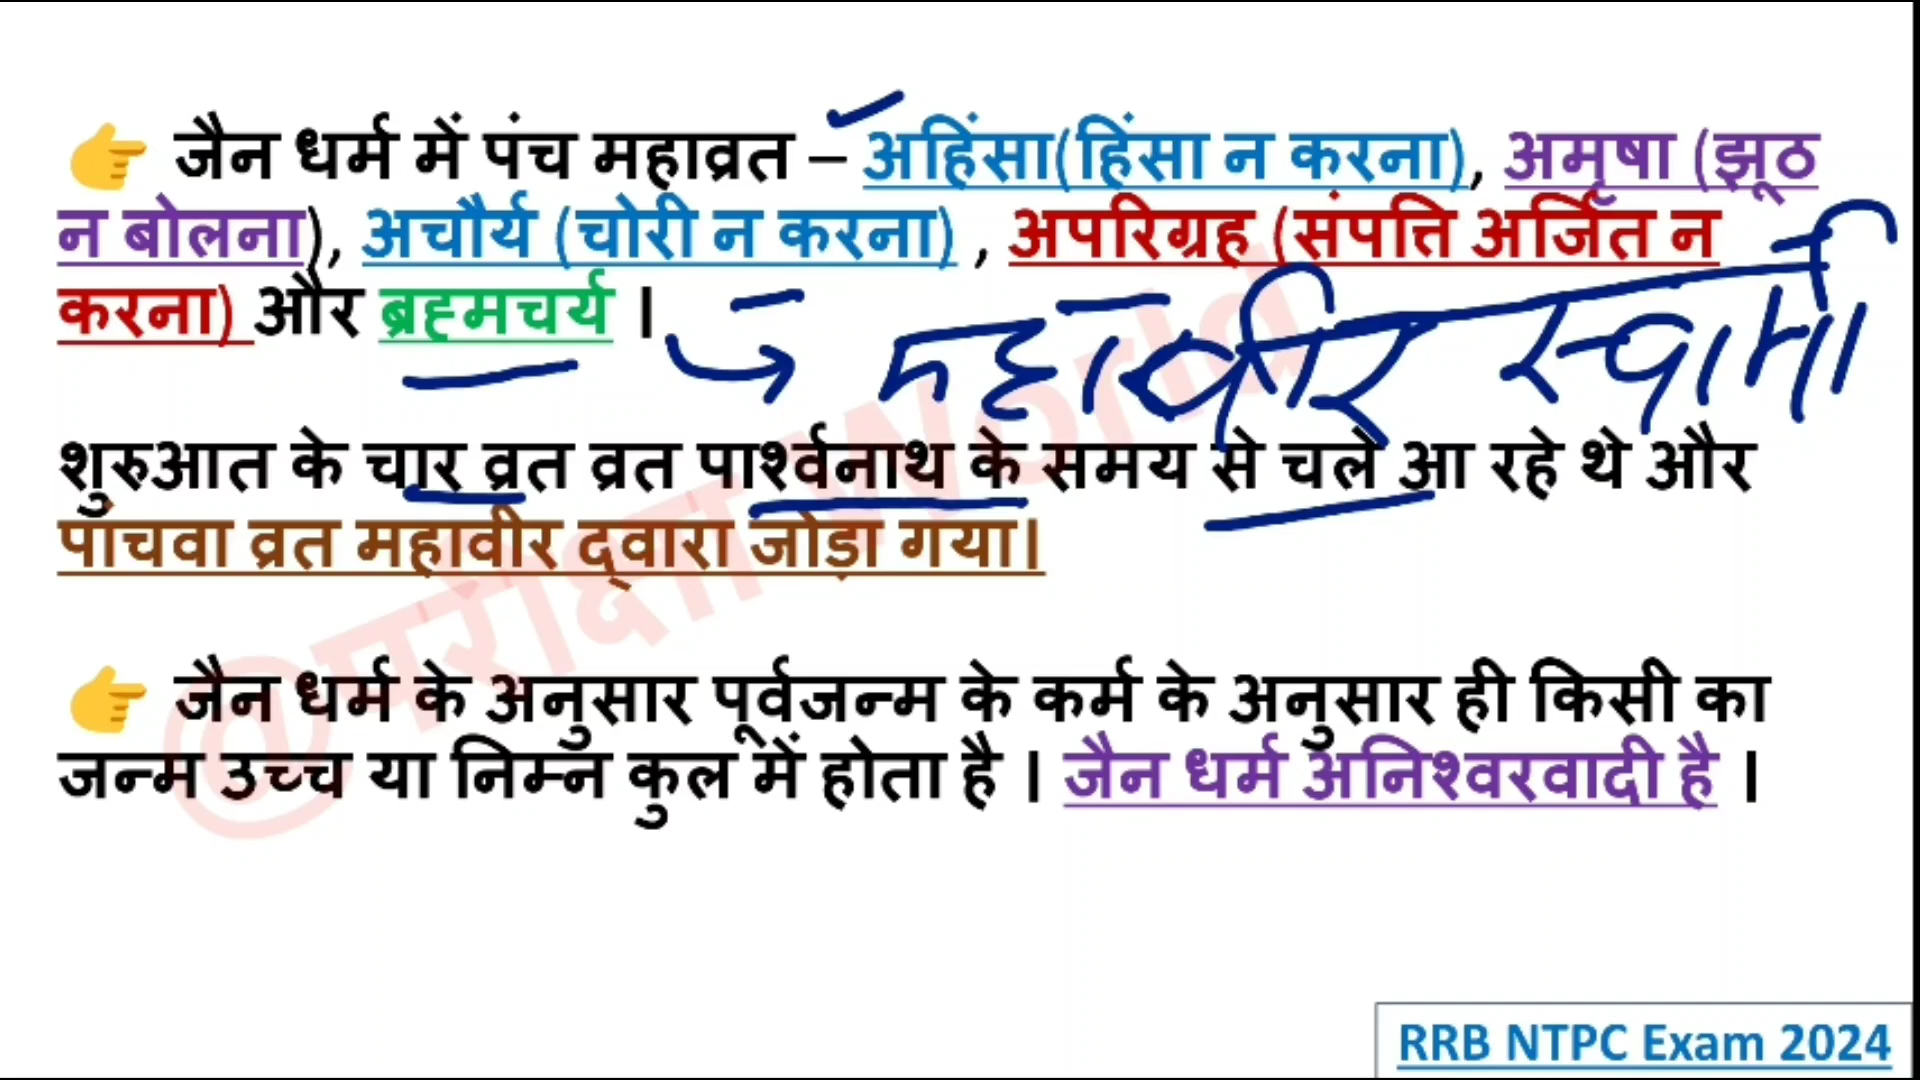 👉 जैन धर्म में पंच महाव्रत – अहिंसा(हिंसा न करना), अमृषा (झूठ
न बोलना), अचौर्य (चोरी न करना) , अपरिग्रह (संपत्ति अर्जित न
करना) और ब्रह्मचर्य ।
महावीर स्वामी
शुरुआत के चार व्रत व्रत पार्श्वनाथ के समय से चले आ रहे थे और
पांचवा व्रत महावीर द्वारा जोड़ा गया।
👉 जैन धर्म के अनुसार पूर्वजन्म के कर्म के अनुसार ही किसी का
जन्म उच्च या निम्न कुल में होता है । जैन धर्म अनिश्वरवादी है ।
@परीक्षा World
RRB NTPC Exam 2024